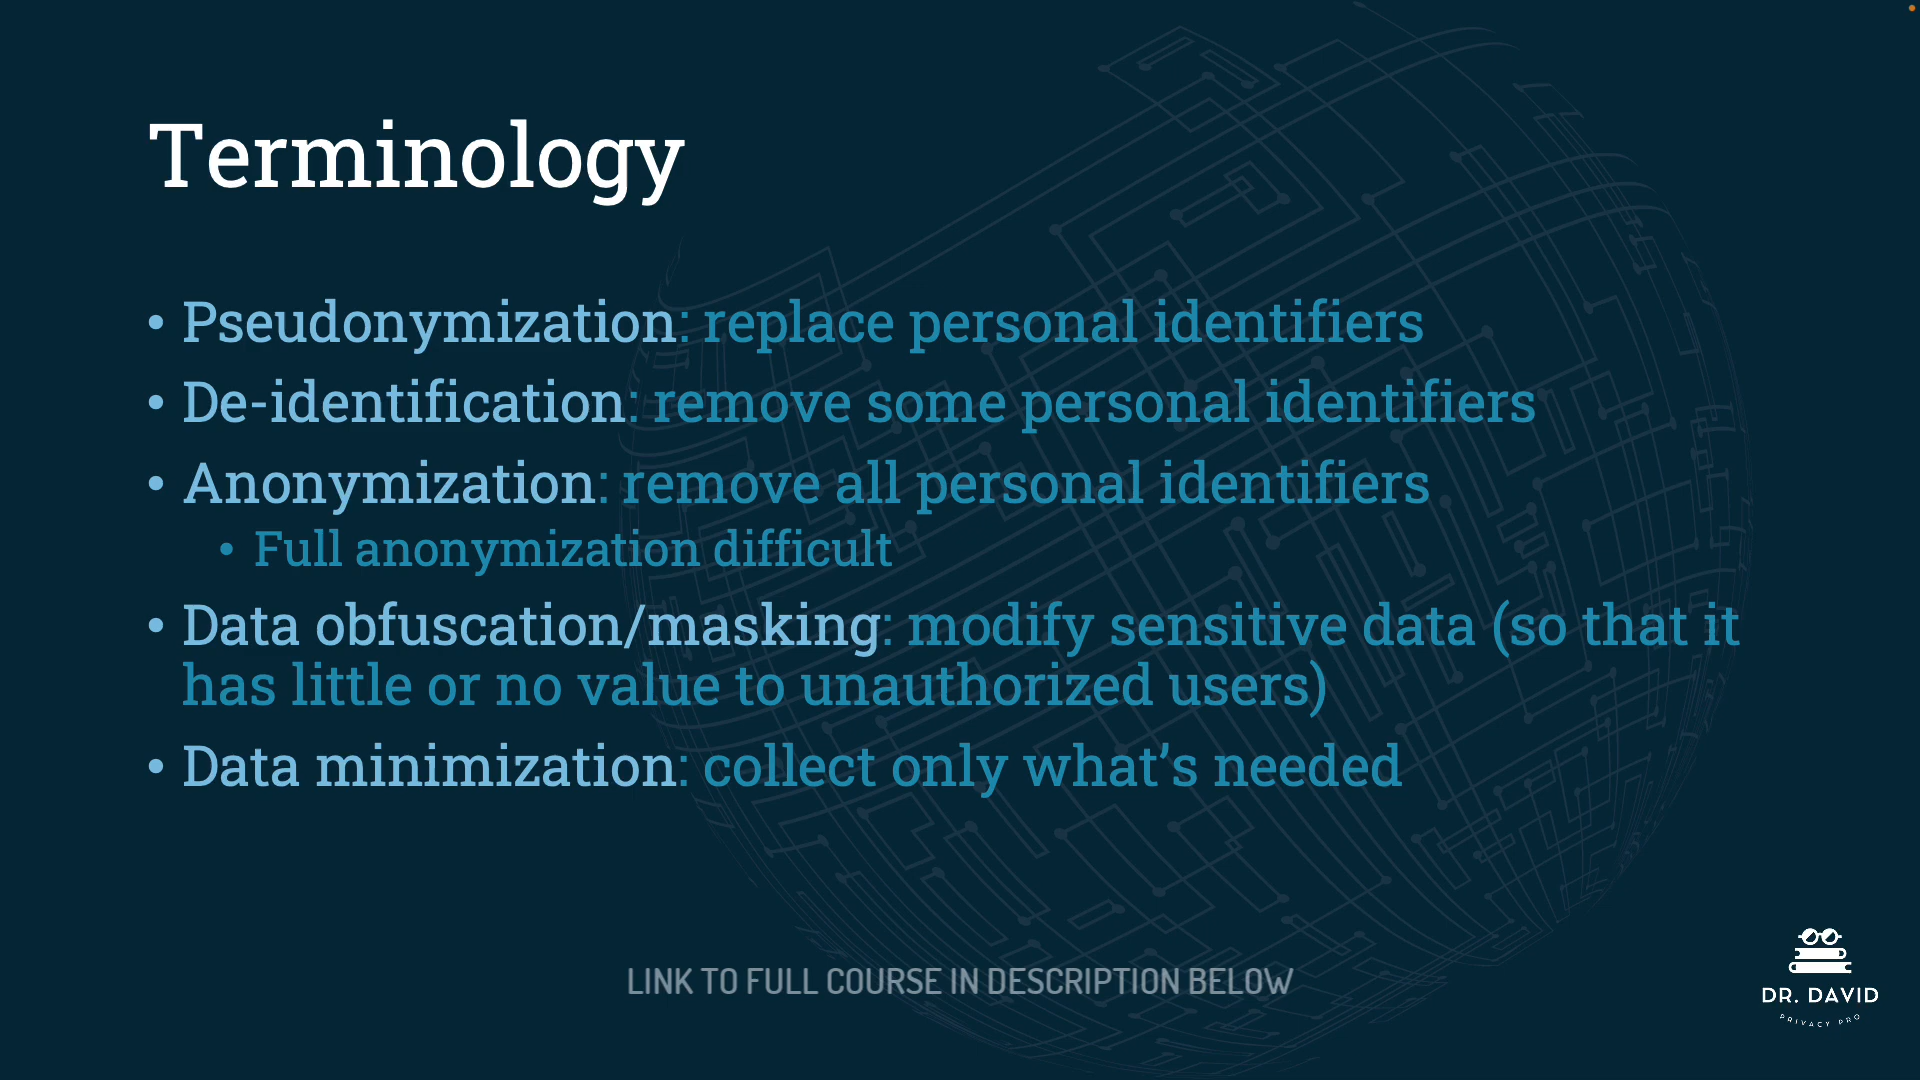 Terminology
• Pseudonymization: replace personal identifiers
• De-identification: remove some personal identifiers
• Anonymization: remove all personal identifiers
• Full anonymization difficult
• Data obfuscation/masking: modify sensitive data (so that it
has little or no value to unauthorized users)
• Data minimization: collect only what’s needed
LINK TO FULL COURSE IN DESCRIPTION BELOW
DR. DAVID
PRIVACY PRO